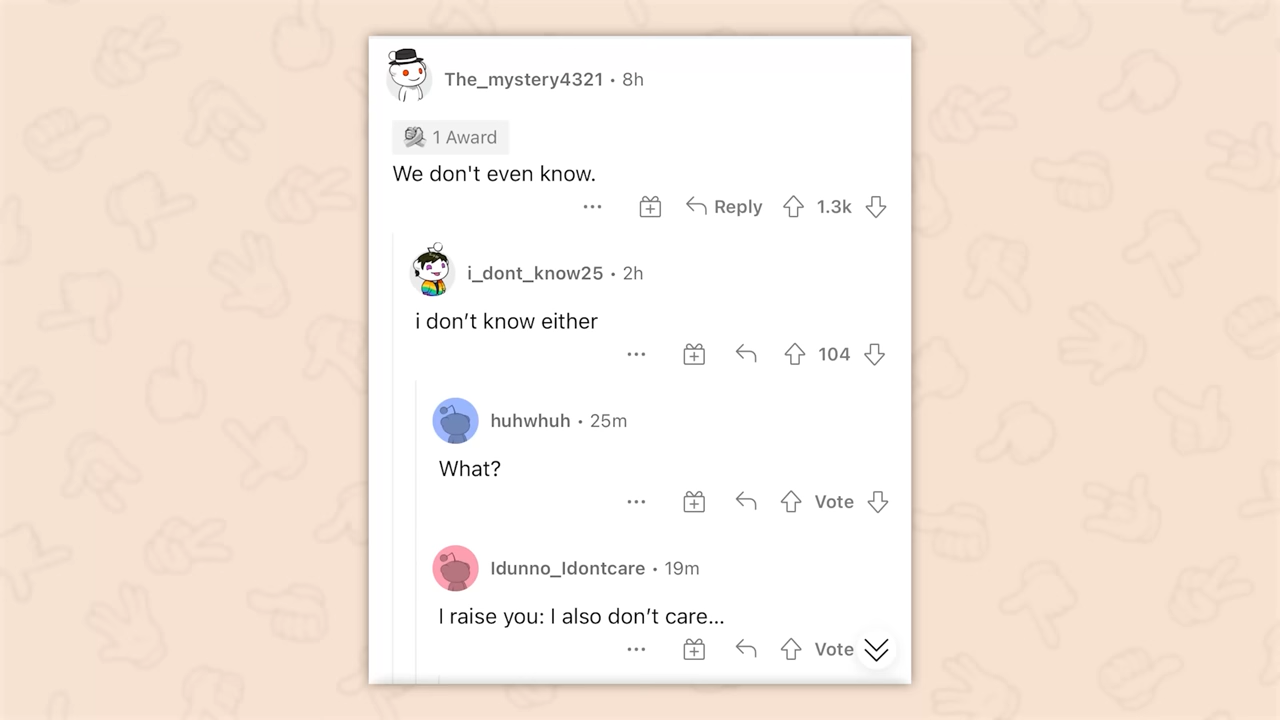 The_mystery4321 • 8h
1 Award
We don't even know.
Reply 1.3k
i_dont_know25 • 2h
i don’t know either
104
huhwhuh • 25m
What?
Vote
Idunno_Idontcare • 19m
I raise you: I also don’t care...
Vote